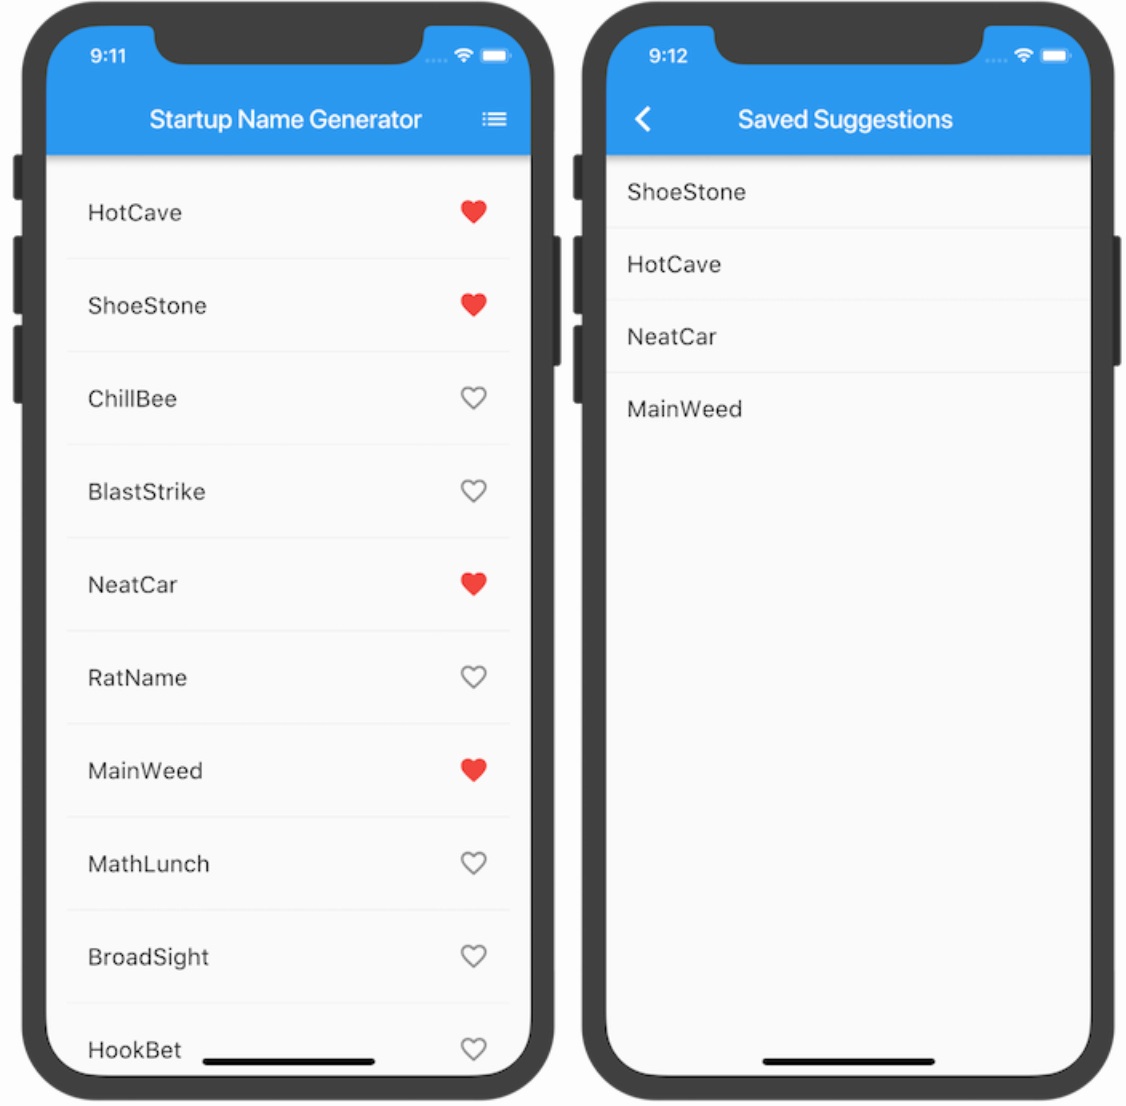 9:11
Startup Name Generator
HotCave
ShoeStone
ChillBee
BlastStrike
NeatCar
RatName
MainWeed
MathLunch
BroadSight
HookBet
9:12
Saved Suggestions
ShoeStone
HotCave
NeatCar
MainWeed